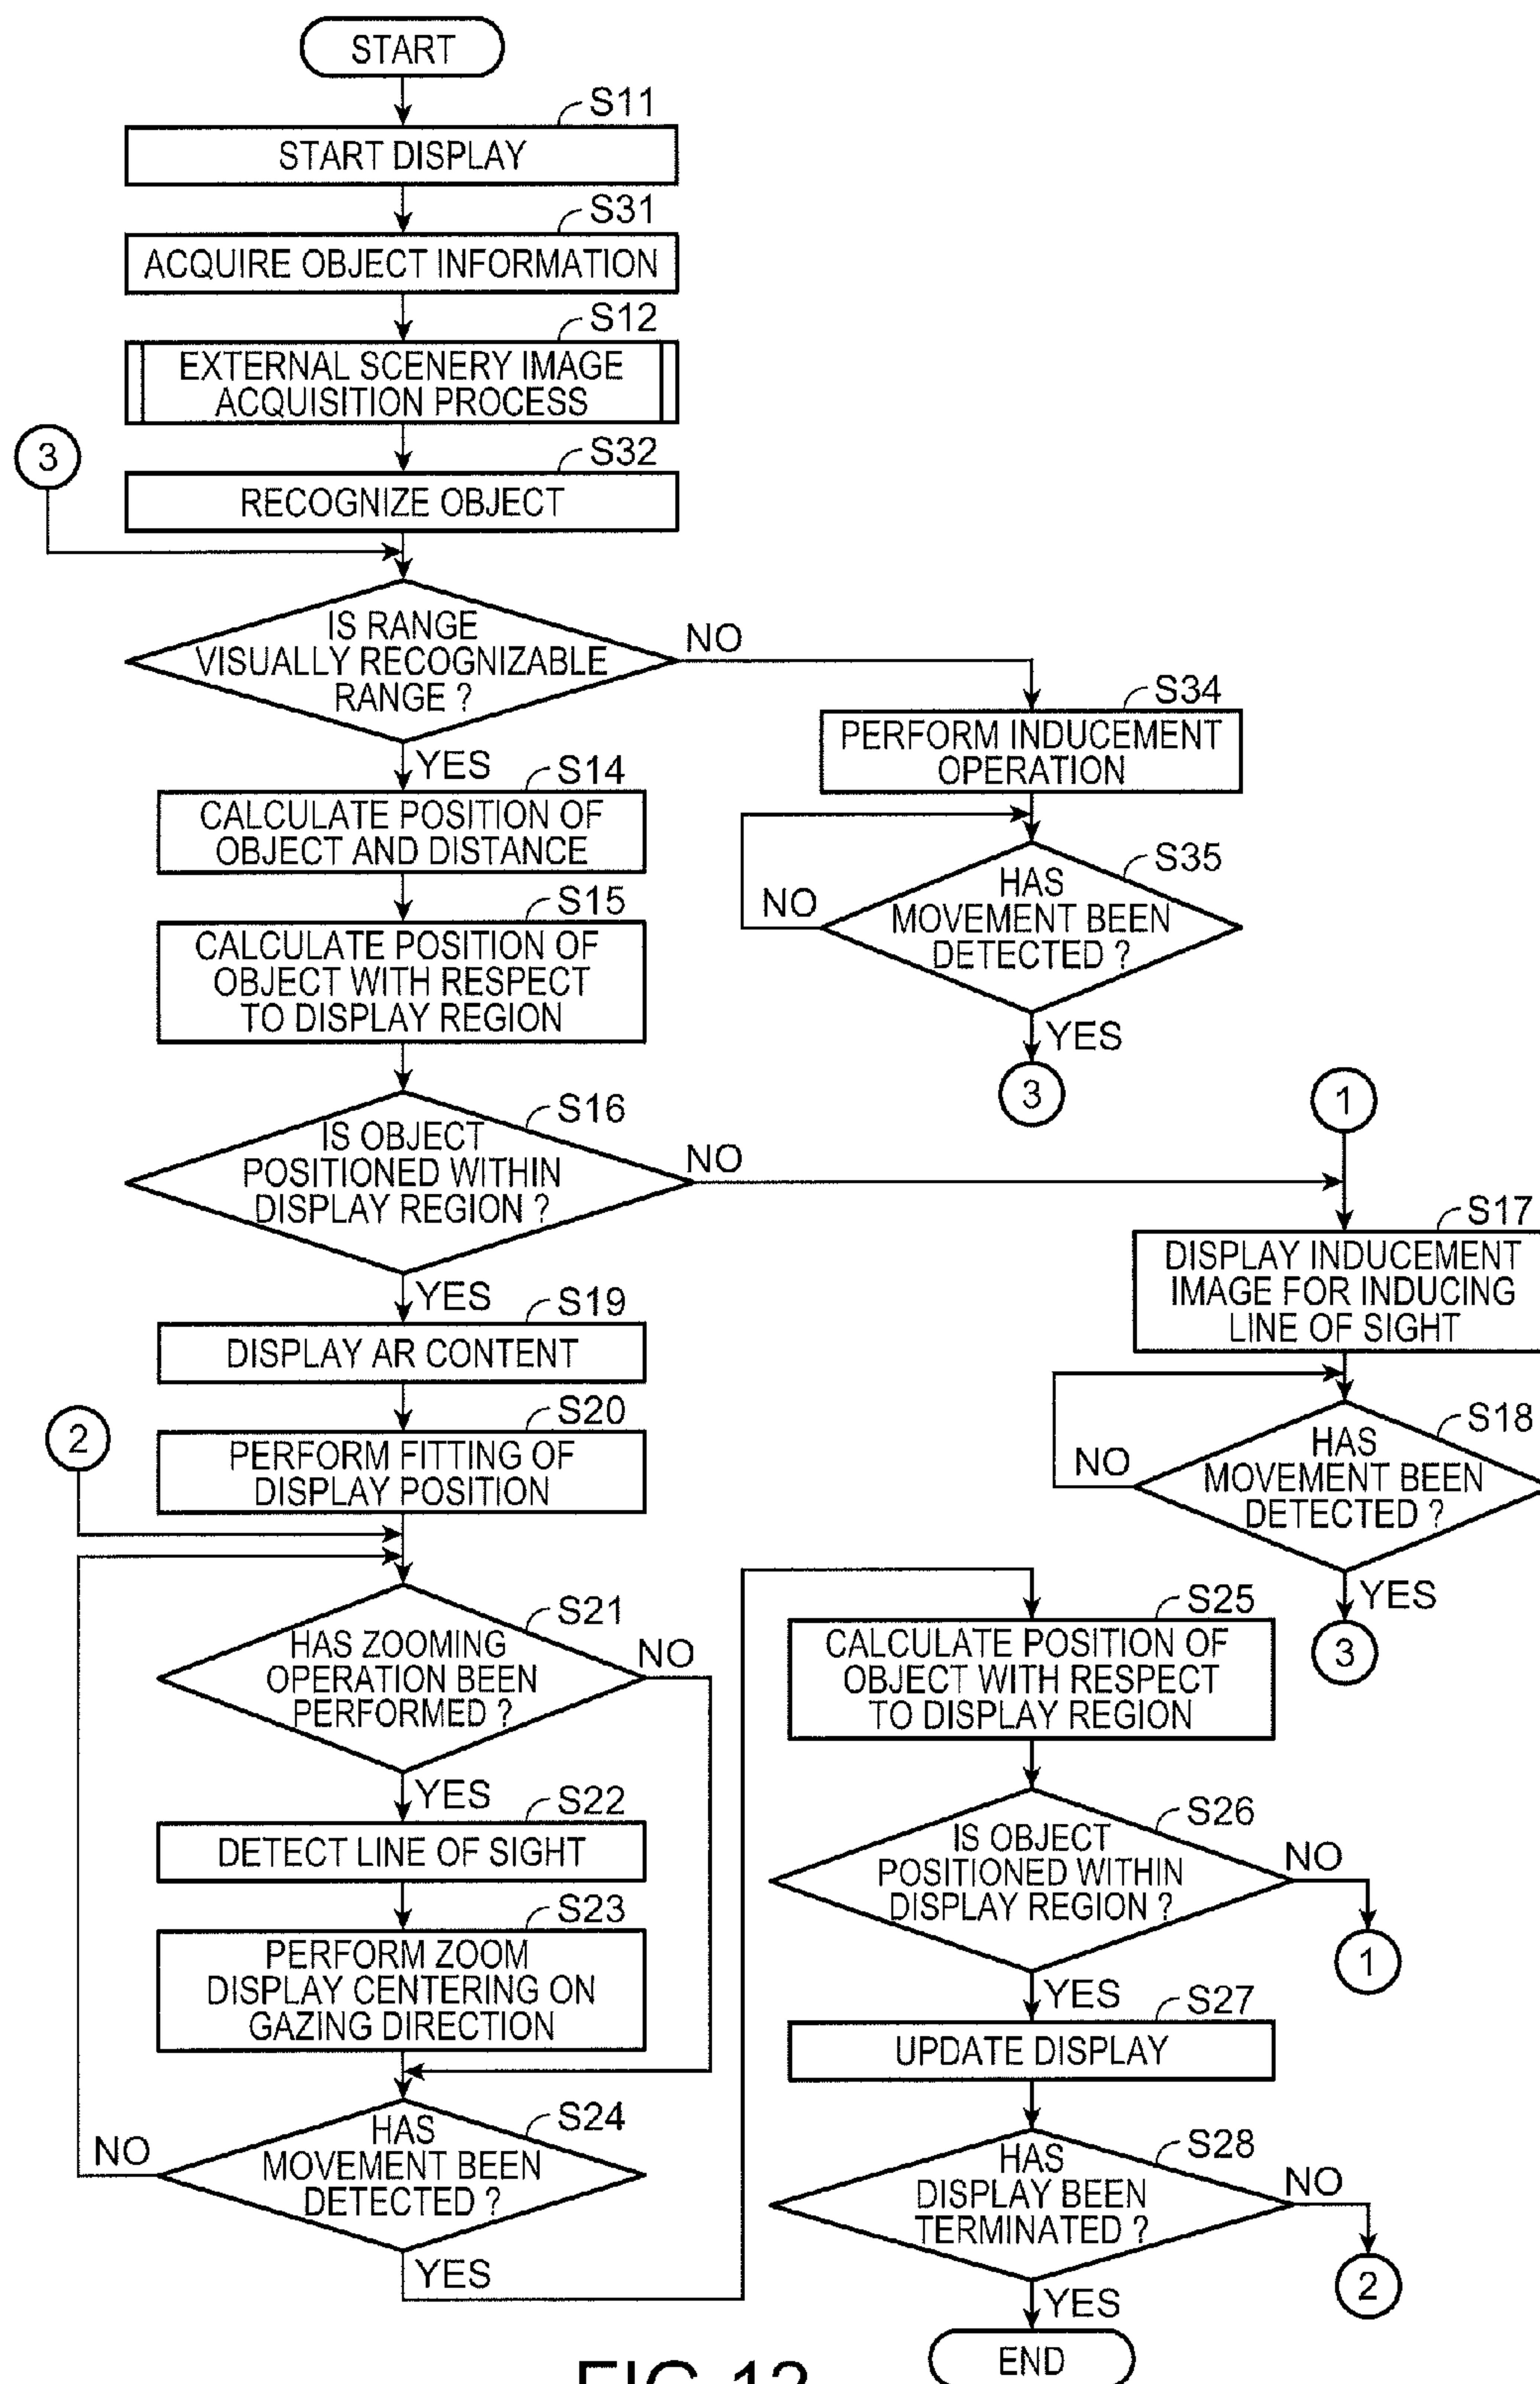 START
S11
START DISPLAY
S31
ACQUIRE OBJECT INFORMATION
S12
EXTERNAL SCENERY IMAGE
ACQUISITION PROCESS
3
S32
RECOGNIZE OBJECT
IS RANGE
VISUALLY RECOGNIZABLE
RANGE ?
NO
YES
S34
PERFORM INDUCEMENT
OPERATION
S35
HAS
MOVEMENT BEEN
DETECTED ?
NO
YES
3
S14
CALCULATE POSITION OF
OBJECT AND DISTANCE
S15
CALCULATE POSITION OF
OBJECT WITH RESPECT
TO DISPLAY REGION
S16
IS OBJECT
POSITIONED WITHIN
DISPLAY REGION ?
NO
YES
1
S17
DISPLAY INDUCEMENT
IMAGE FOR INDUCING
LINE OF SIGHT
S18
HAS
MOVEMENT BEEN
DETECTED ?
NO
YES
3
S19
DISPLAY AR CONTENT
S20
PERFORM FITTING OF
DISPLAY POSITION
2
S21
HAS ZOOMING
OPERATION BEEN
PERFORMED ?
NO
YES
S22
DETECT LINE OF SIGHT
S23
PERFORM ZOOM
DISPLAY CENTERING ON
GAZING DIRECTION
S24
HAS
MOVEMENT BEEN
DETECTED ?
NO
YES
S25
CALCULATE POSITION OF
OBJECT WITH RESPECT
TO DISPLAY REGION
S26
IS OBJECT
POSITIONED WITHIN
DISPLAY REGION ?
NO
1
YES
S27
UPDATE DISPLAY
S28
HAS
DISPLAY BEEN
TERMINATED ?
NO
2
YES
END